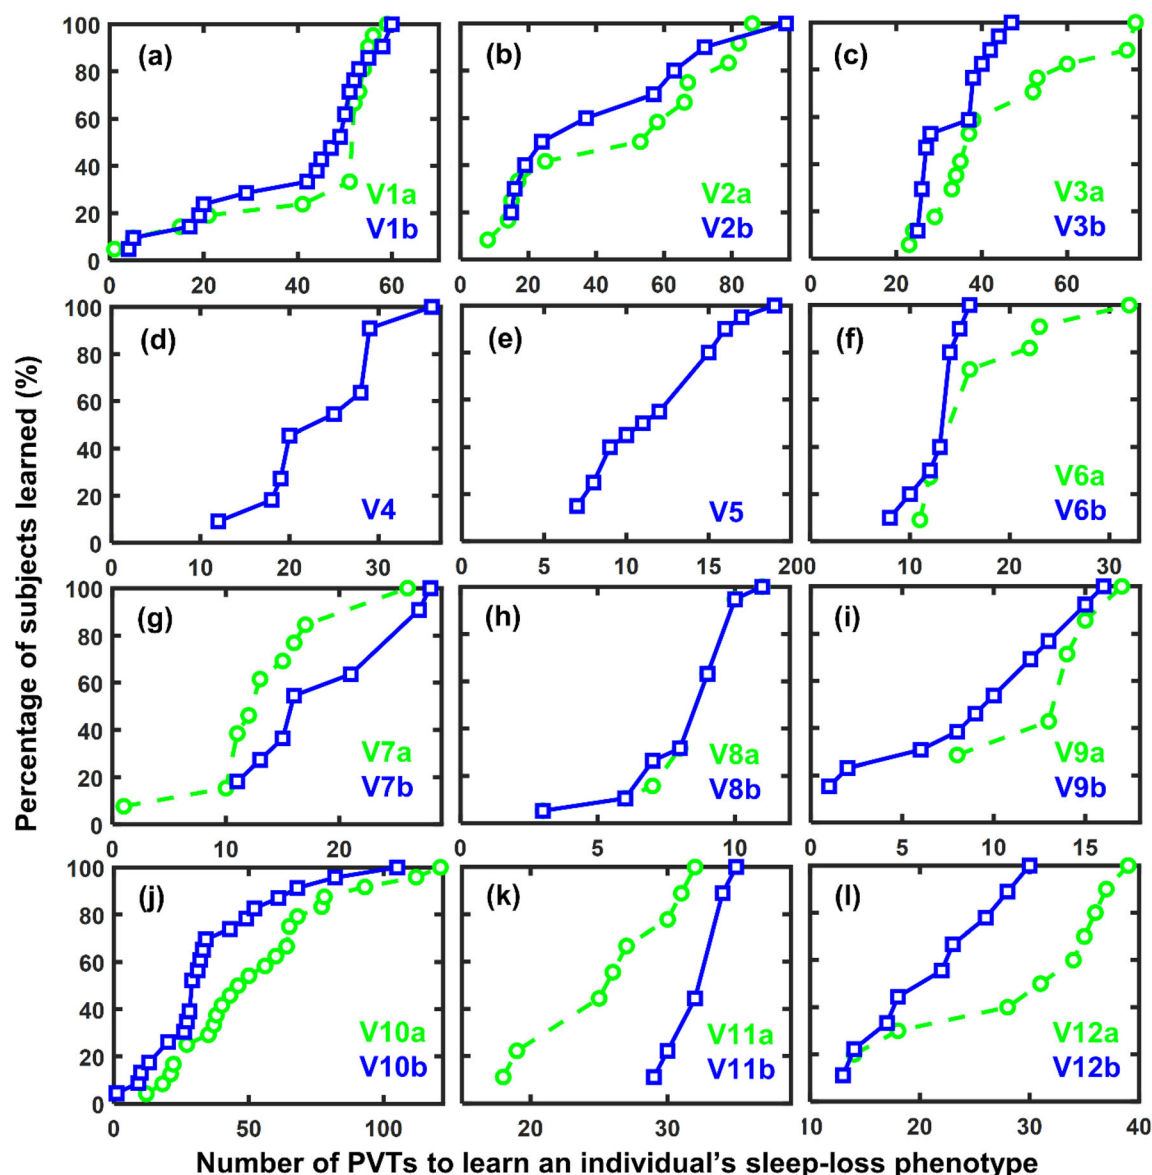 Percentage of subjects learned (%)
100
80
60
40
20
0
(a)
V1a
V1b
0 20 40 60
(b)
V2a
V2b
0 20 40 60 80
(c)
V3a
V3b
0 20 40 60
100
80
60
40
20
0
(d)
V4
0 10 20 30
(e)
V5
0 5 10 15 20
(f)
V6a
V6b
0 10 20 30
100
80
60
40
20
0
(g)
V7a
V7b
0 10 20
(h)
V8a
V8b
0 5 10
(i)
V9a
V9b
0 5 10 15
100
80
60
40
20
0
(j)
V10a
V10b
0 50 100
(k)
V11a
V11b
20 30
(l)
V12a
V12b
10 20 30 40
Number of PVTs to learn an individual's sleep-loss phenotype